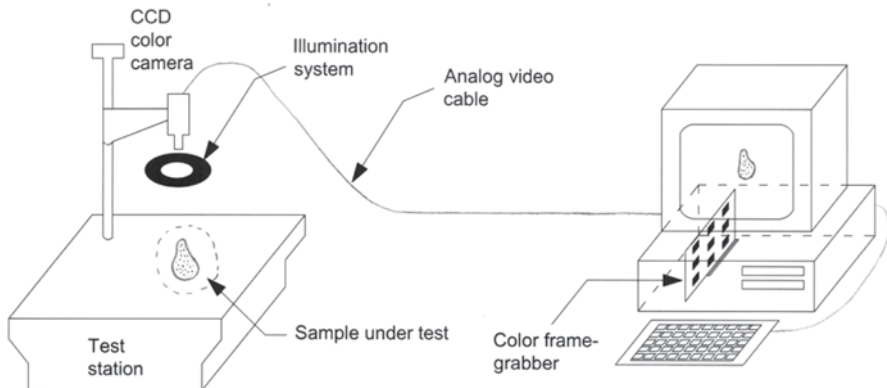 CCD
color
camera
Illumination
system
Analog video
cable
Sample under test
Test
station
Color frame-
grabber